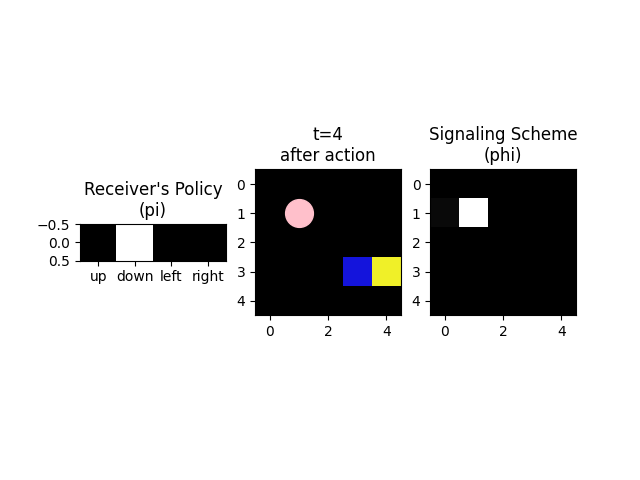 Receiver's Policy
(pi)
−0.5
0.0
0.5
up down left right
t=4
after action
0
1
2
3
4
0 2 4
Signaling Scheme
(phi)
0
1
2
3
4
0 2 4